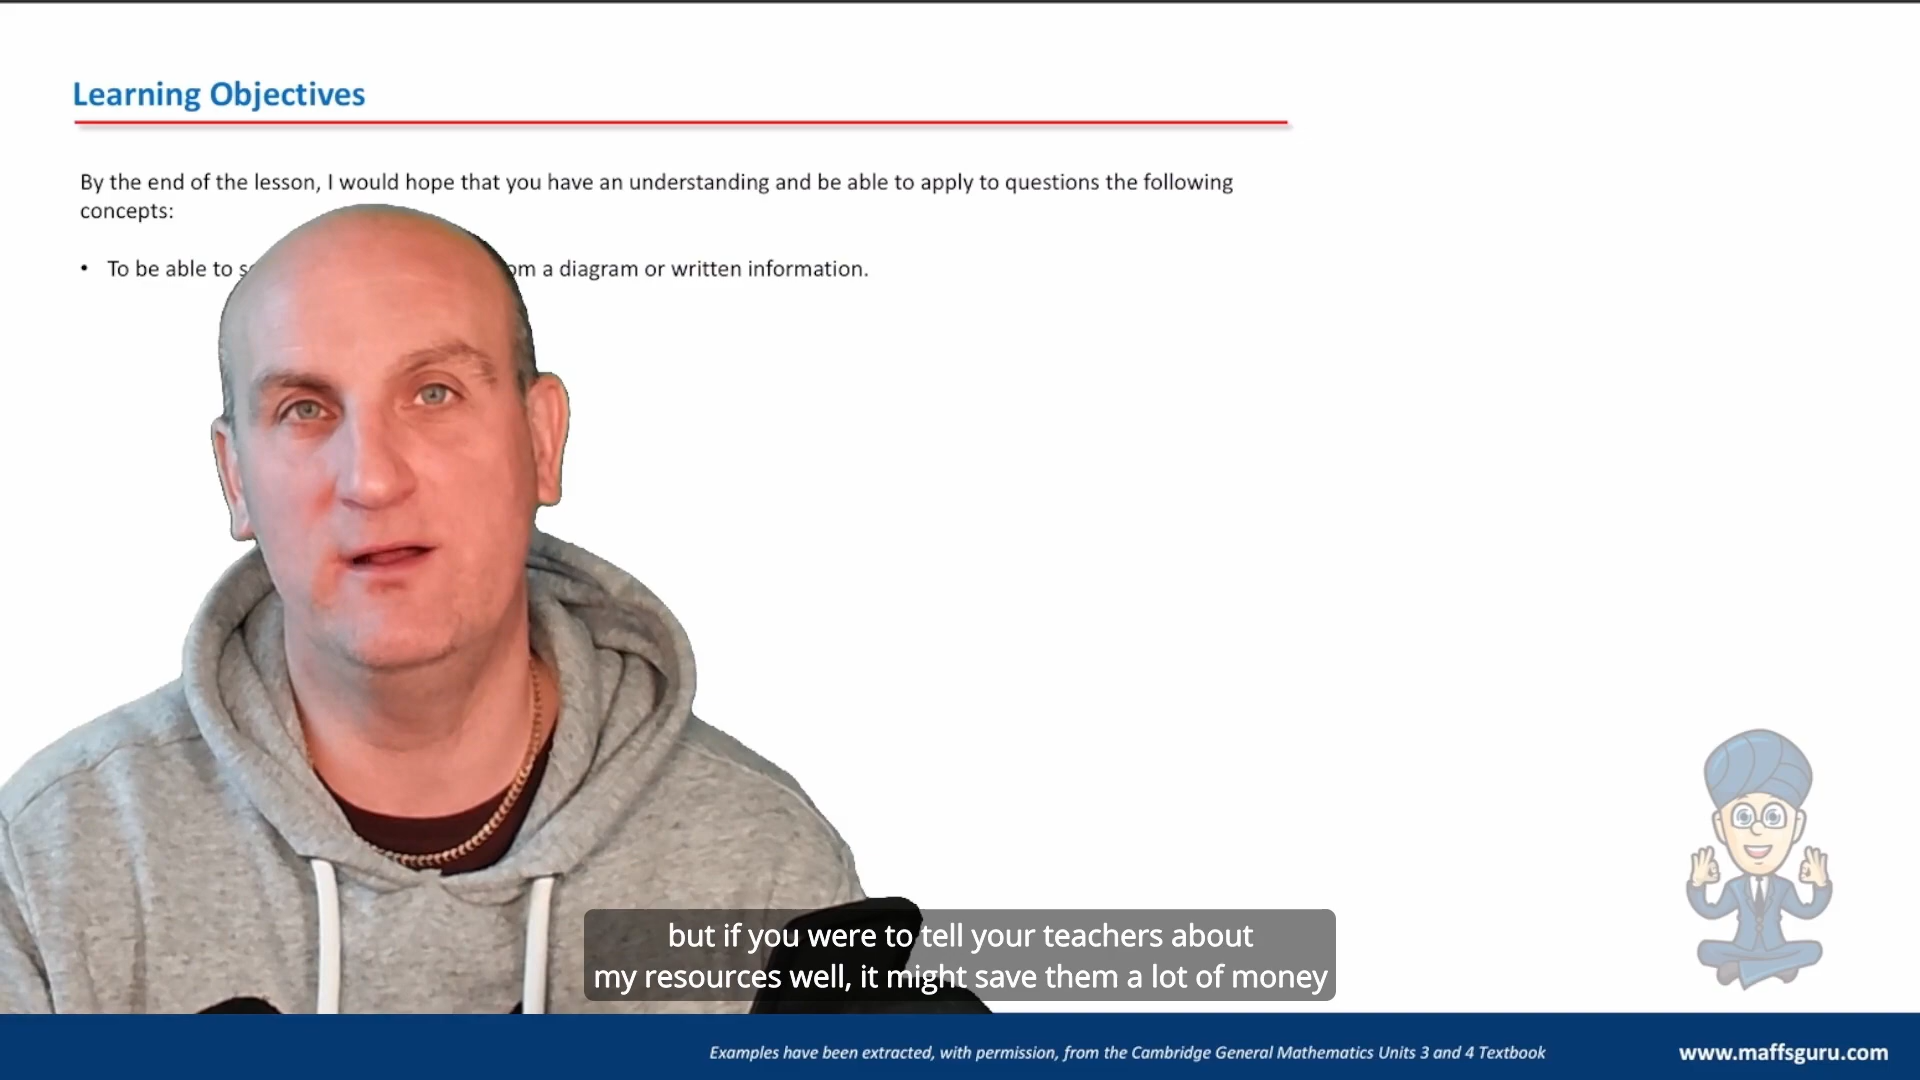 Learning Objectives
By the end of the lesson, I would hope that you have an understanding and be able to apply to questions the following
concepts:
• To be able to a diagram or written information.
but if you were to tell your teachers about
my resources well, it might save them a lot of money
Examples have been extracted, with permission, from the Cambridge General Mathematics Units 3 and 4 Textbook
www.maffsguru.com